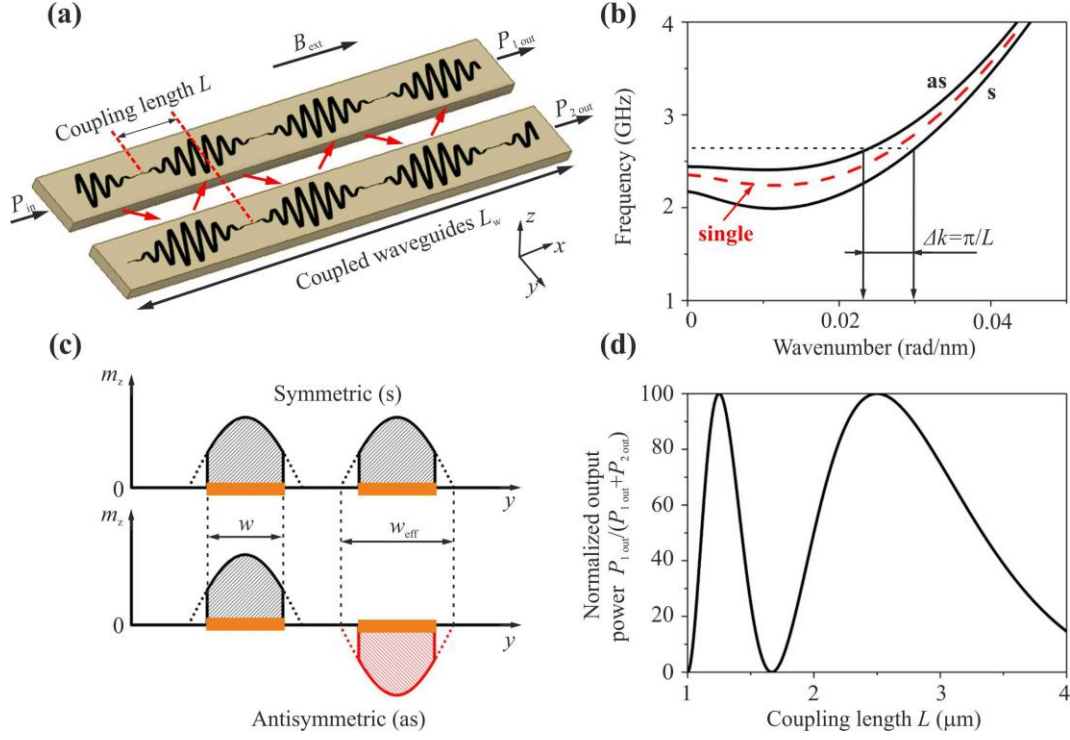 (a)
B ext
P 1 out
Coupling length L
P 2 out
P in
Coupled waveguides L w
z
x
y
(b)
Frequency (GHz)
4
3
2
1
as
s
single
Δk=π/L
0
0.02
0.04
Wavenumber (rad/nm)
(c)
m z
Symmetric (s)
0
y
m z
w
w eff
0
y
Antisymmetric (as)
(d)
Normalized output
power P 1 out/(P 1 out+P 2 out)
100
80
60
40
20
0
1
2
3
4
Coupling length L (μm)